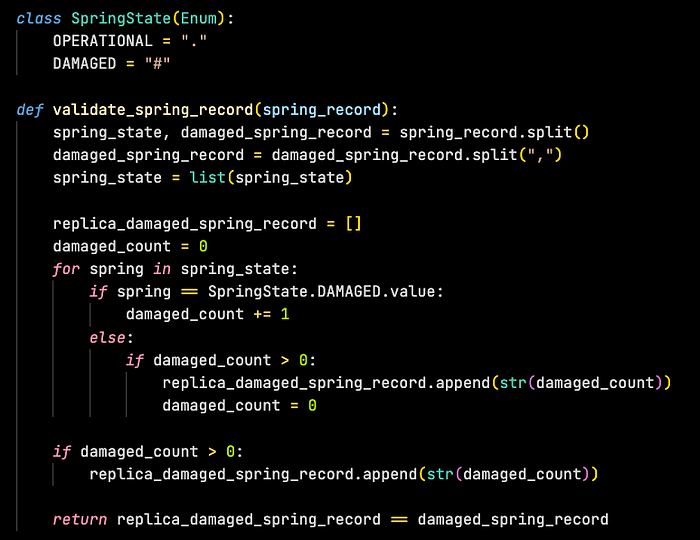 class SpringState(Enum):
    OPERATIONAL = "."
    DAMAGED = "#"

def validate_spring_record(spring_record):
    spring_state, damaged_spring_record = spring_record.split()
    damaged_spring_record = damaged_spring_record.split(",")
    spring_state = list(spring_state)

    replica_damaged_spring_record = []
    damaged_count = 0
    for spring in spring_state:
        if spring == SpringState.DAMAGED.value:
            damaged_count += 1
        else:
            if damaged_count > 0:
                replica_damaged_spring_record.append(str(damaged_count))
                damaged_count = 0

    if damaged_count > 0:
        replica_damaged_spring_record.append(str(damaged_count))

    return replica_damaged_spring_record == damaged_spring_record